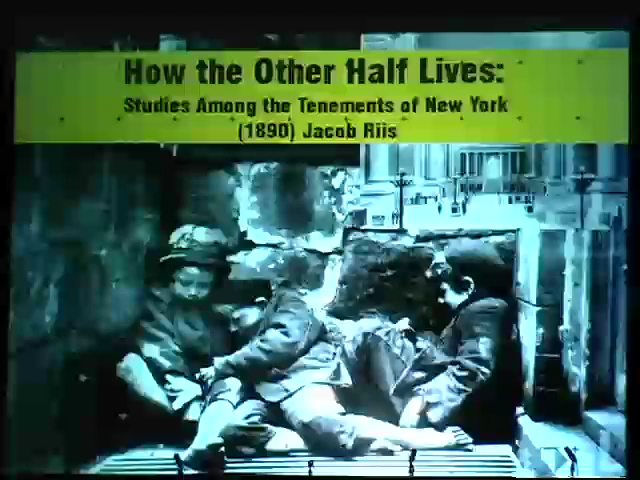 How the Other Half Lives:
Studies Among the Tenements of New York
(1890) Jacob Riis